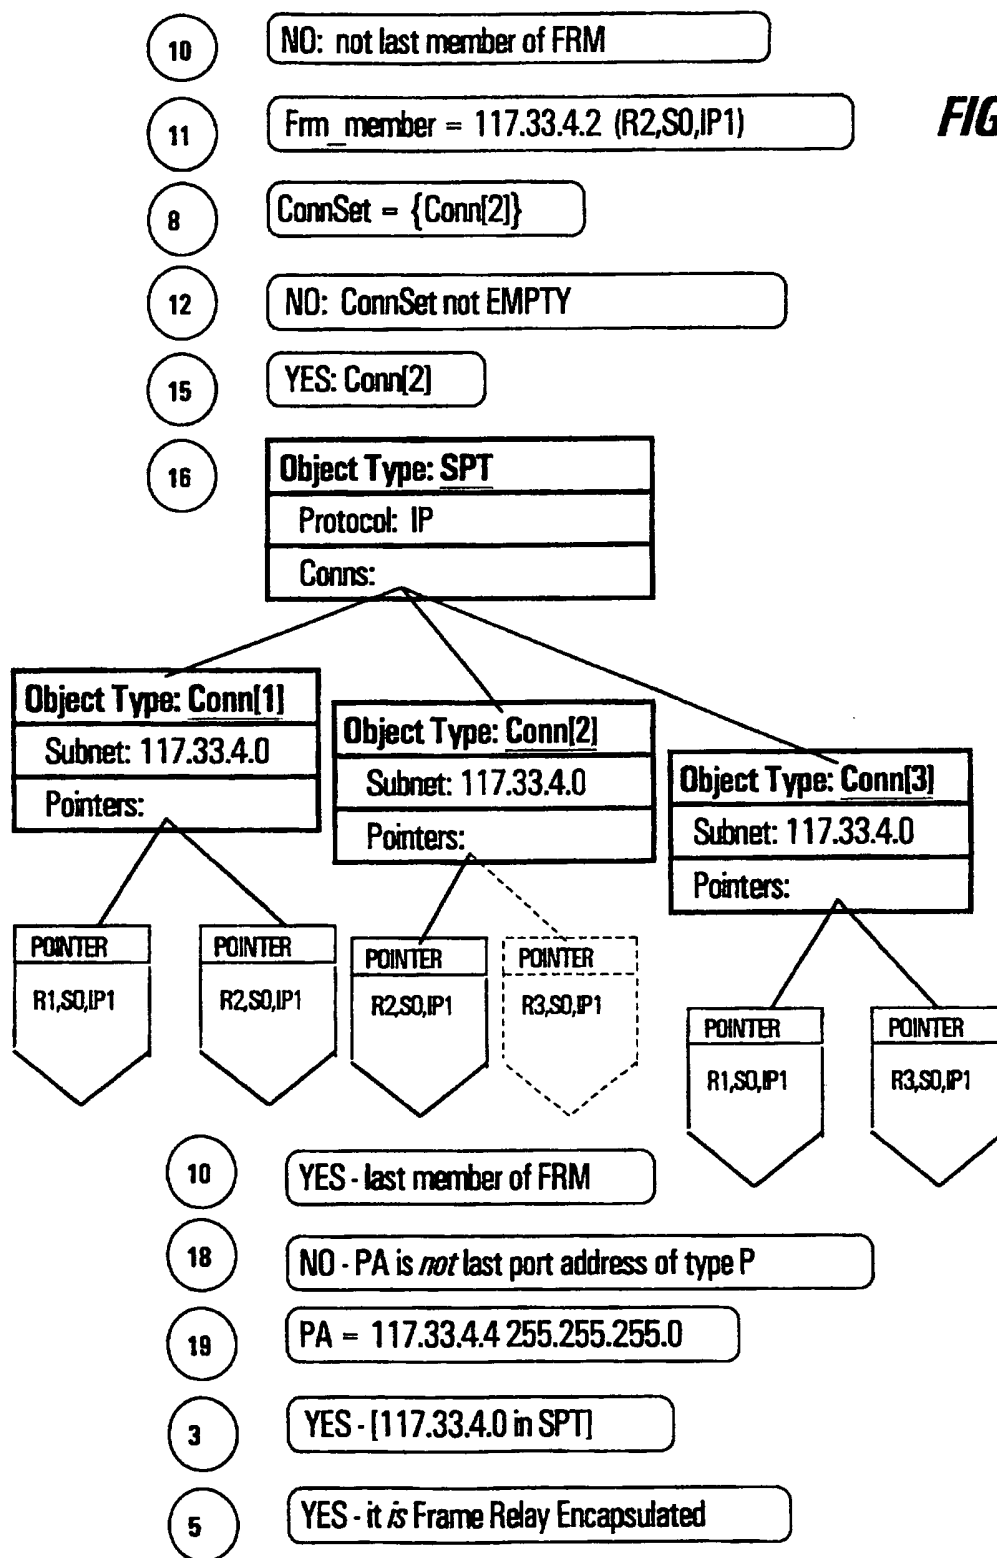 10 NO: not last member of FRM
FIG
11 Frm_member = 117.33.4.2 (R2,S0,IP1)
8 ConnSet = {Conn[2]}
12 NO: ConnSet not EMPTY
15 YES: Conn[2]
16 Object Type: SPT
Protocol: IP
Conns:
Object Type: Conn[1]
Subnet: 117.33.4.0
Pointers:
Object Type: Conn[2]
Subnet: 117.33.4.0
Pointers:
Object Type: Conn[3]
Subnet: 117.33.4.0
Pointers:
POINTER
R1,S0,IP1
POINTER
R2,S0,IP1
POINTER
R2,S0,IP1
POINTER
R3,S0,IP1
POINTER
R1,S0,IP1
POINTER
R3,S0,IP1
10 YES - last member of FRM
18 NO - PA is not last port address of type P
19 PA = 117.33.4.4 255.255.255.0
3 YES - [117.33.4.0 in SPT]
5 YES - it is Frame Relay Encapsulated